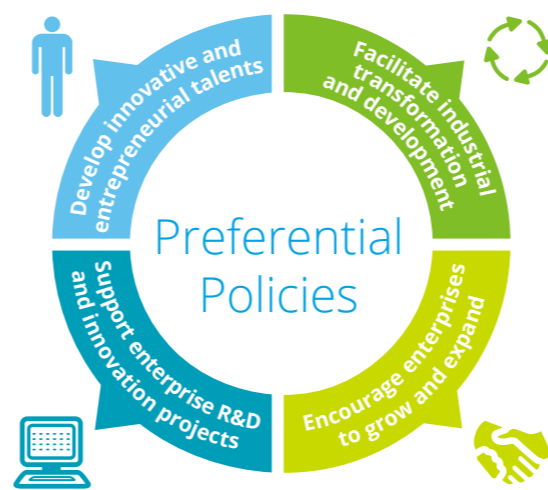 Develop innovative and
entrepreneurial talents
Facilitate industrial
transformation
and development
Preferential
Policies
Support enterprise R&D
and innovation projects
Encourage enterprises
to grow and expand